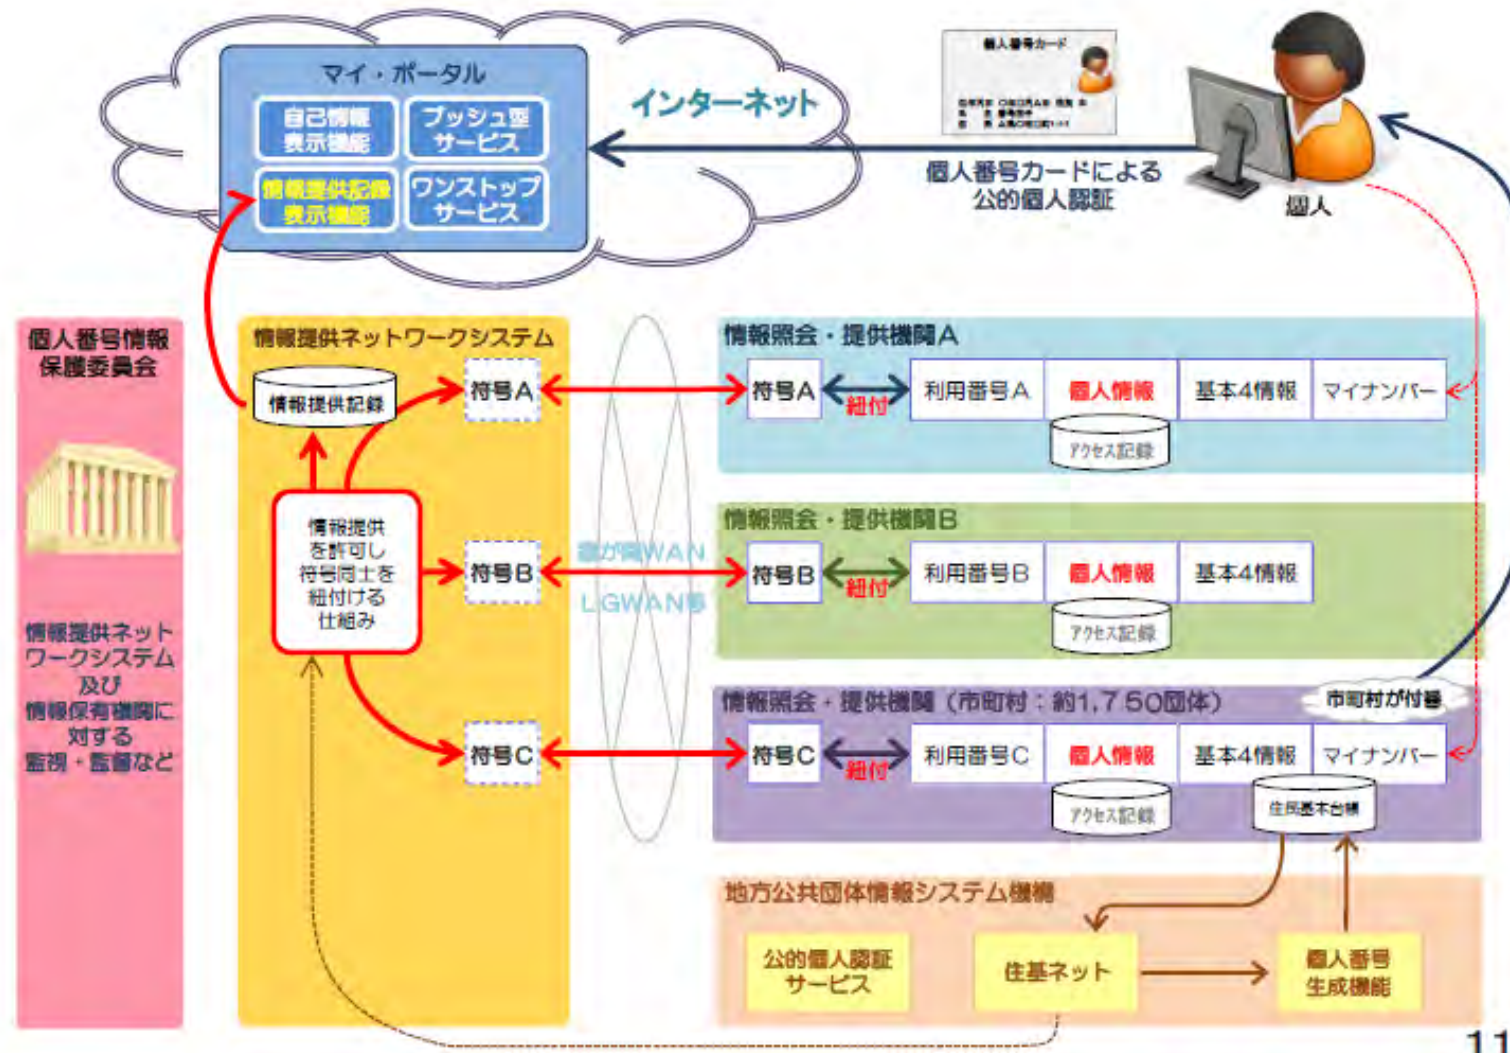 マイ・ポータル
自己情報
表示機能
プッシュ型
サービス
情報提供記録
表示機能
ワンストップ
サービス
インターネット
個人番号カード
個人番号カードによる
公的個人認証
個人
個人番号情報
保護委員会
情報提供ネット
ワークシステム
及び
情報保有機関に
対する
監視・監督など
情報提供ネットワークシステム
情報提供記録
情報提供
を許可し
符号同士を
紐付ける
仕組み
符号A
符号B
符号C
霞が関WAN
LGWAN等
情報照会・提供機関A
符号A
紐付
利用番号A
個人情報
基本4情報
マイナンバー
アクセス記録
情報照会・提供機関B
符号B
紐付
利用番号B
個人情報
基本4情報
アクセス記録
情報照会・提供機関（市町村：約1,750団体）
市町村が付番
符号C
紐付
利用番号C
個人情報
基本4情報
マイナンバー
アクセス記録
住民基本台帳
地方公共団体情報システム機構
公的個人認証
サービス
住基ネット
個人番号
生成機能
11